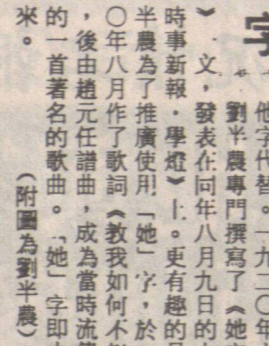 字
他字代替。一九二〇年
劉半農專門撰寫了《她字
》文,發表在同年八月九日的
時事新報.學燈》上。更有趣的是
半農為了推廣使用「她」字,於
〇年八月作了歌詞《教我如何不
,後由趙元任譜曲,成為當時流
的一首著名的歌曲。「她」字即
來。
(附圖為劉半農)